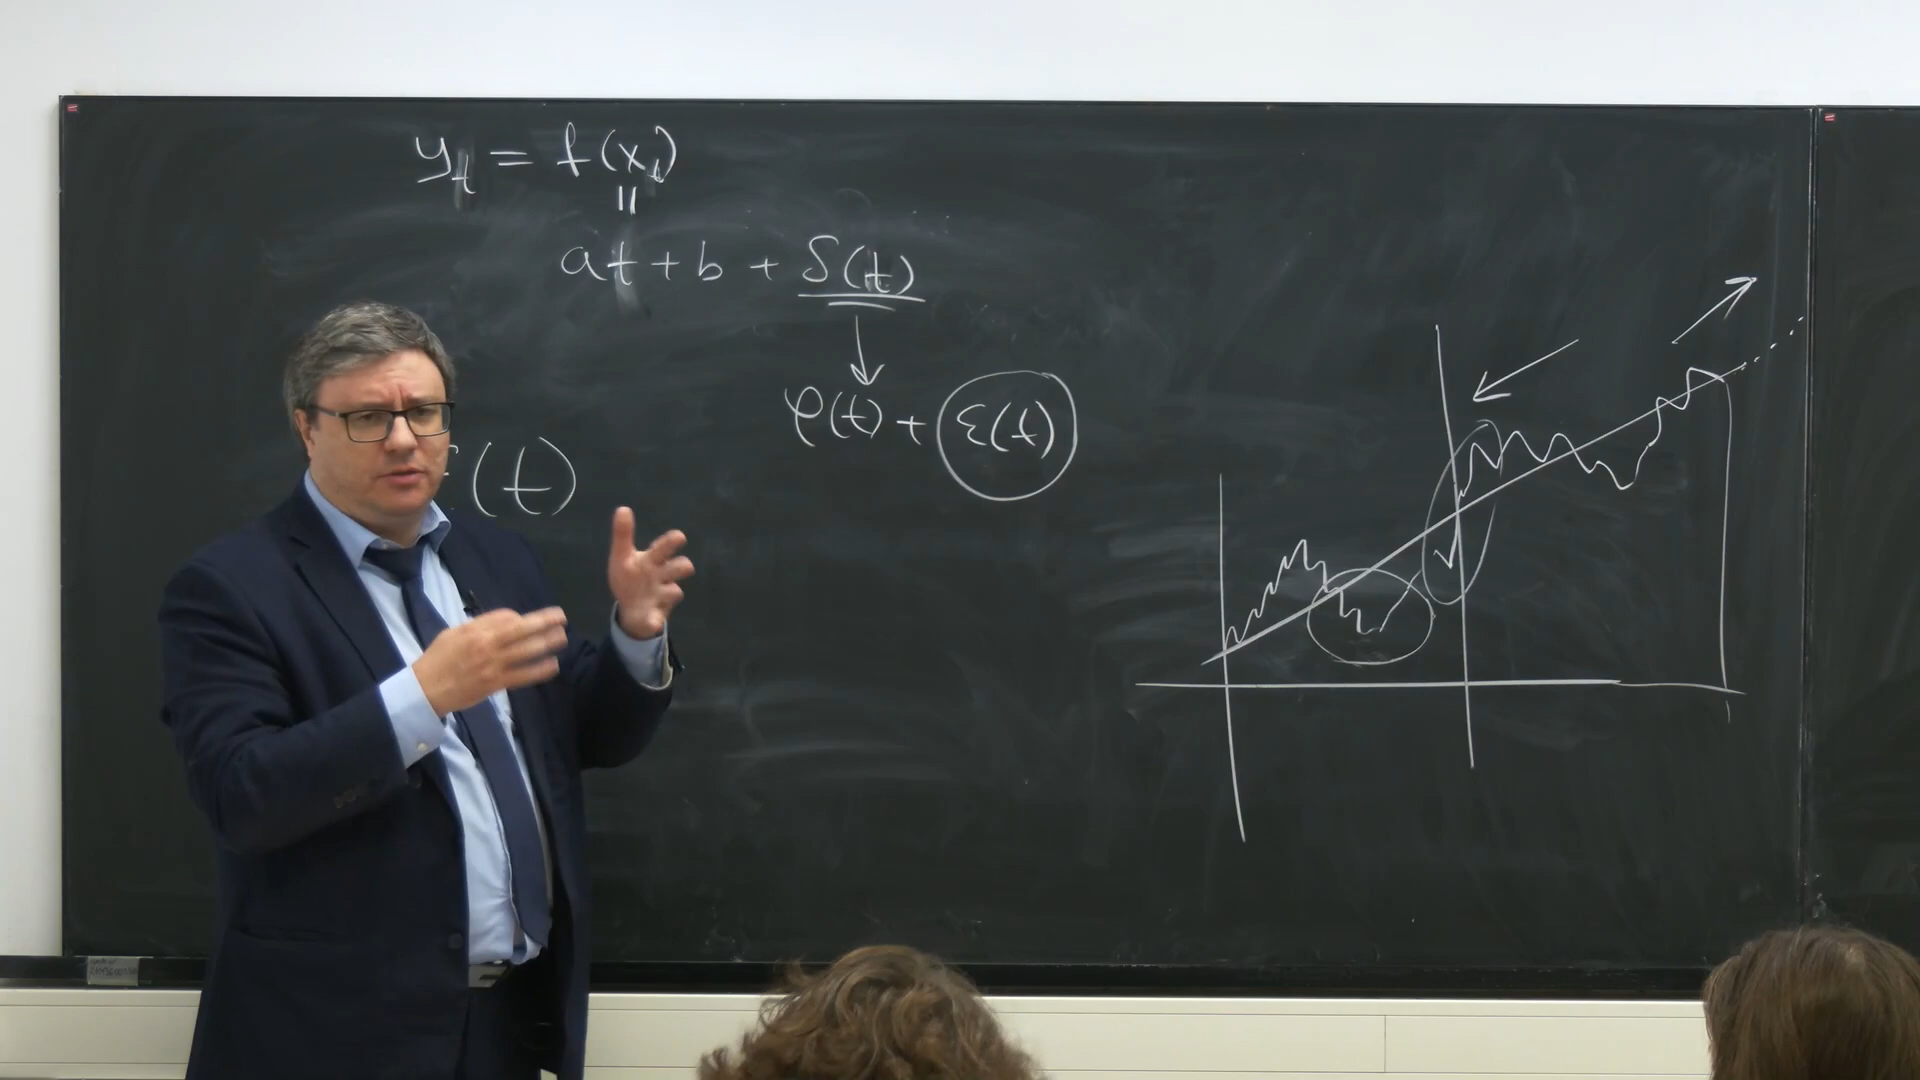 y_t = f(x_t)
||
at + b + S(t)
φ(t) + ε(t)
(t)